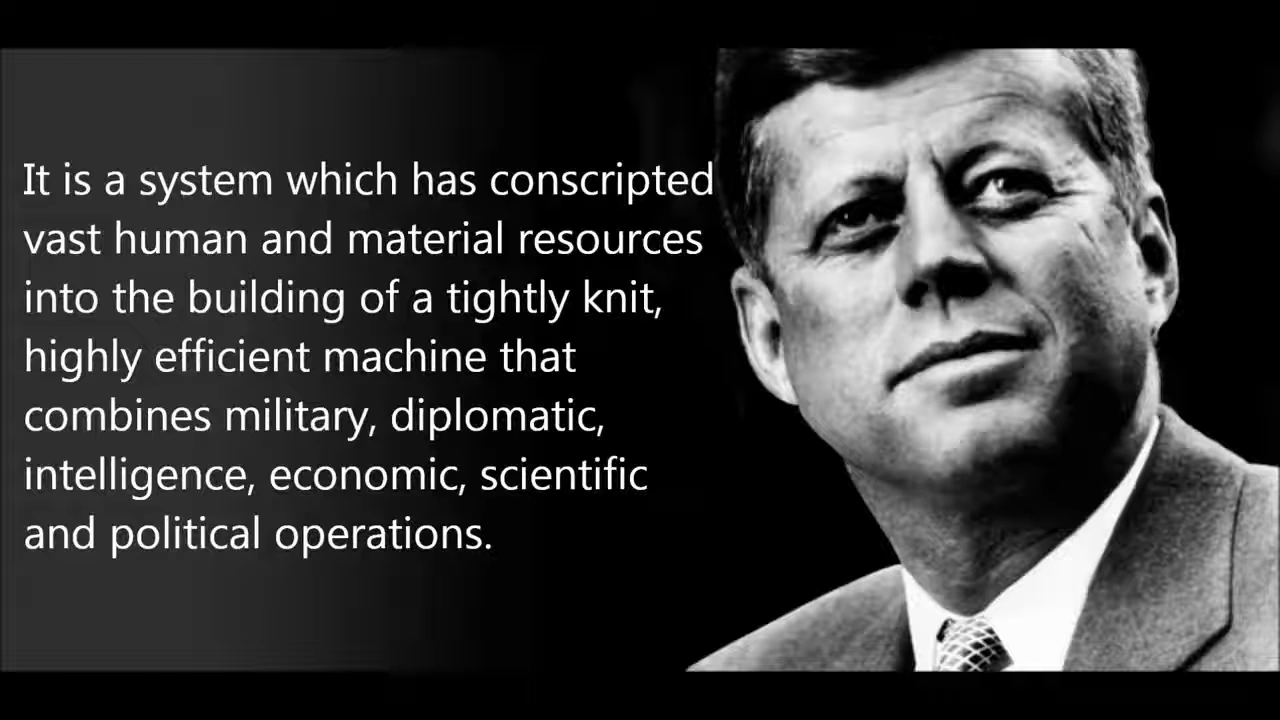 It is a system which has conscripted
vast human and material resources
into the building of a tightly knit,
highly efficient machine that
combines military, diplomatic,
intelligence, economic, scientific
and political operations.